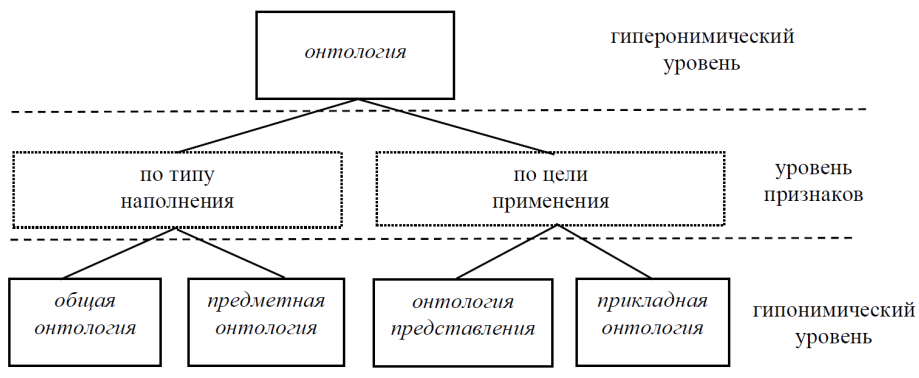 онтология
гиперонимический
уровень
по типу
наполнения
по цели
применения
уровень
признаков
общая
онтология
предметная
онтология
онтология
представления
прикладная
онтология
гипонимический
уровень